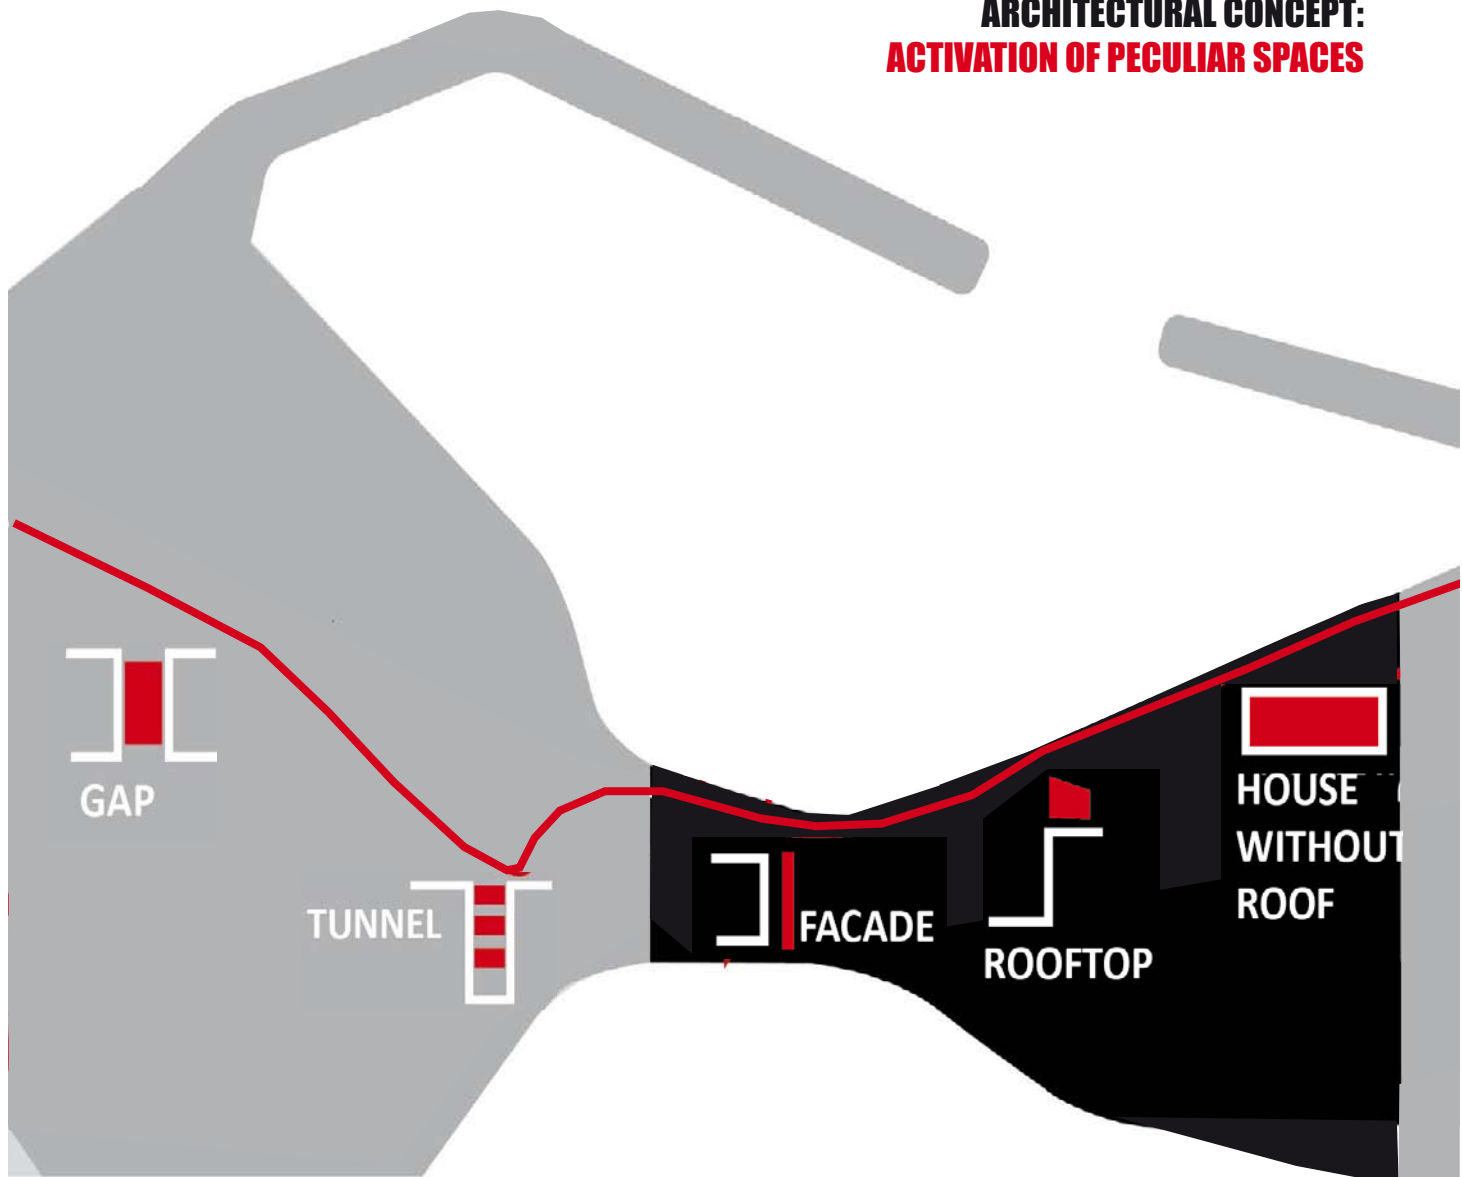 ARCHITECTURAL CONCEPT:
ACTIVATION OF PECULIAR SPACES
GAP
TUNNEL
FACADE
ROOFTOP
HOUSE
WITHOUT
ROOF